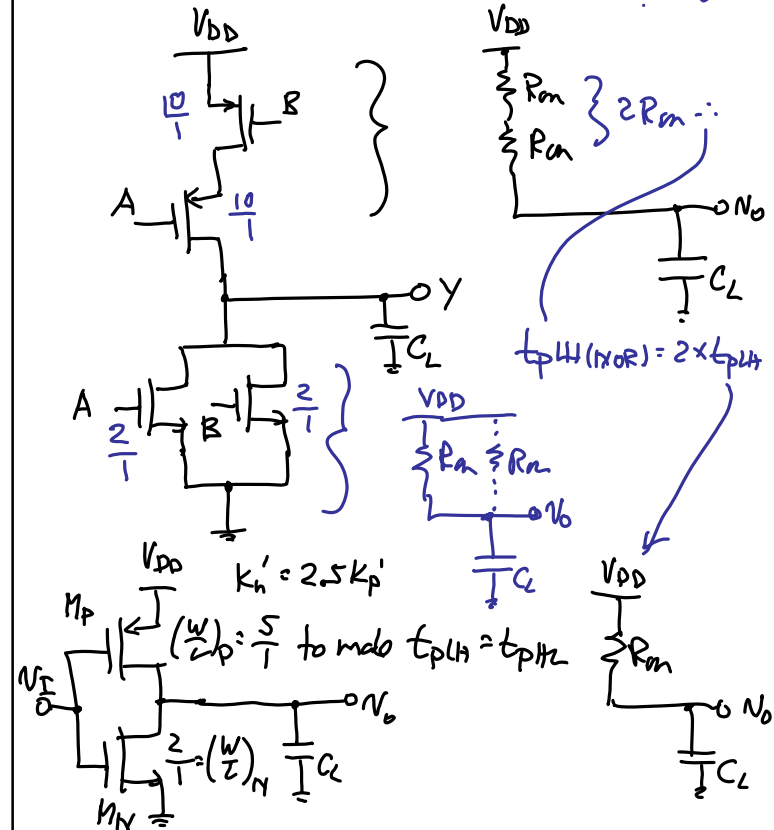 VDD
10/1
B
A
10/1
Y
CL
A
2/1
B
2/1
VDD
Ron
Ron
2Ron ∴
No
CL
tpLH(1XOR) = 2×tpLH
VDD
Ron
Ron
No
CL
VDD
Kn' = 2.5Kp'
MP
(W/L)P = 5/1 to make tpLH = tpHL
VI
No
2/1 = (W/L)N
CL
MN
VDD
Ron
No
CL